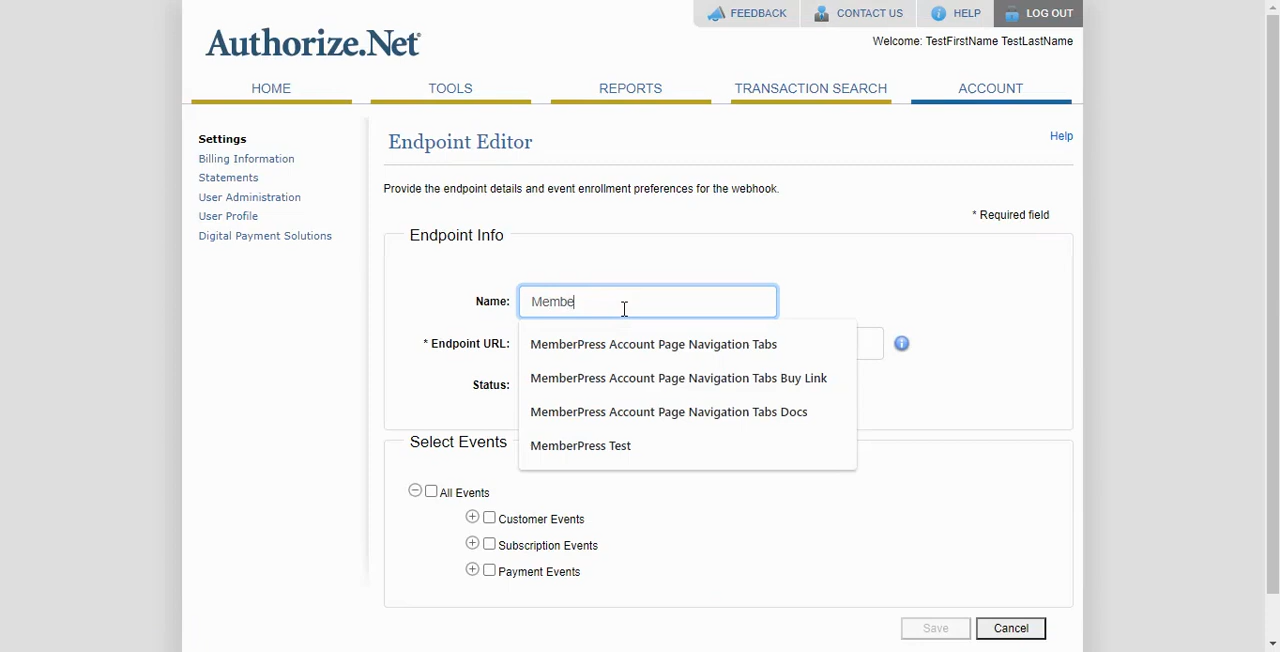 FEEDBACK
CONTACT US
HELP
LOG OUT
Authorize.Net
Welcome: TestFirstName TestLastName
HOME
TOOLS
REPORTS
TRANSACTION SEARCH
ACCOUNT
Settings
Billing Information
Statements
User Administration
User Profile
Digital Payment Solutions
Endpoint Editor
Help
Provide the endpoint details and event enrollment preferences for the webhook.
* Required field
Endpoint Info
Name: Membe
MemberPress Account Page Navigation Tabs
MemberPress Account Page Navigation Tabs Buy Link
MemberPress Account Page Navigation Tabs Docs
MemberPress Test
* Endpoint URL:
Status:
Select Events
All Events
Customer Events
Subscription Events
Payment Events
Save
Cancel